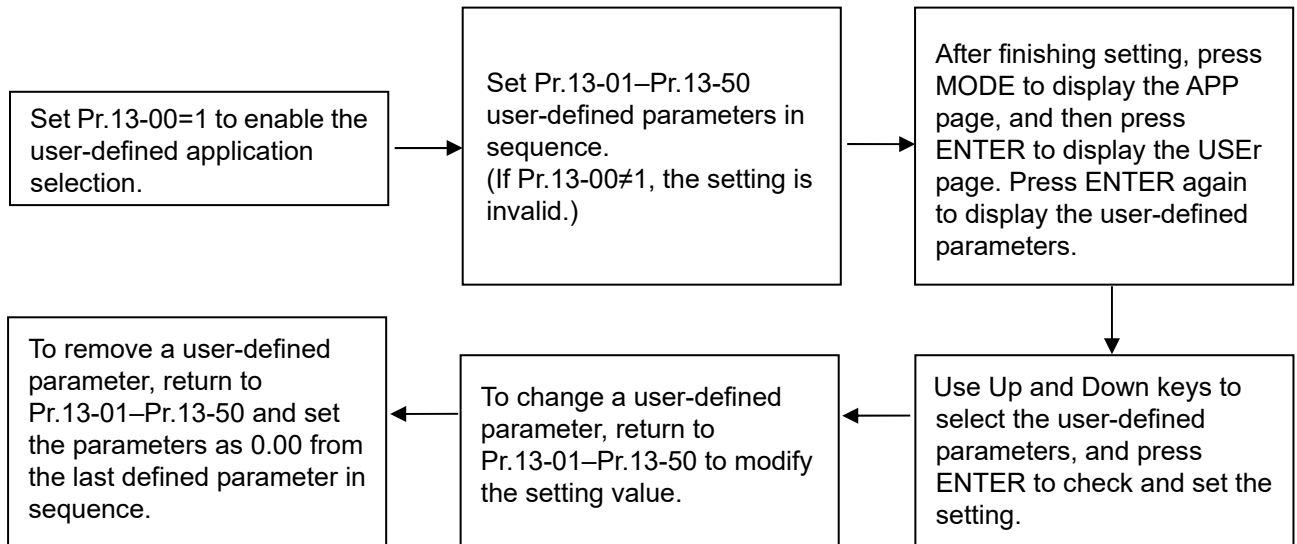 Set Pr.13-00=1 to enable the
user-defined application
selection.
Set Pr.13-01–Pr.13-50
user-defined parameters in
sequence.
(If Pr.13-00≠1, the setting is
invalid.)
After finishing setting, press
MODE to display the APP
page, and then press
ENTER to display the USEr
page. Press ENTER again
to display the user-defined
parameters.
Use Up and Down keys to
select the user-defined
parameters, and press
ENTER to check and set the
setting.
To change a user-defined
parameter, return to
Pr.13-01–Pr.13-50 to modify
the setting value.
To remove a user-defined
parameter, return to
Pr.13-01–Pr.13-50 and set
the parameters as 0.00 from
the last defined parameter in
sequence.